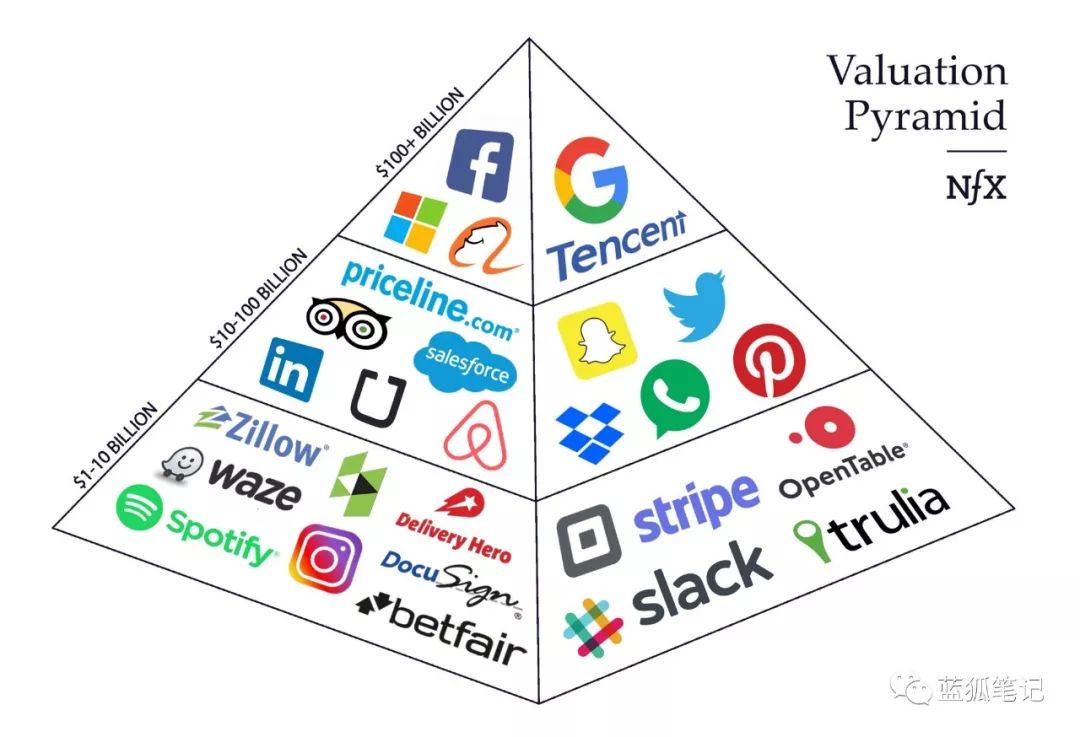 Valuation
Pyramid
NfX
$100+ BILLION
f
G
Tencent
$10-100 BILLION
priceline.com®
in
salesforce
$1-10 BILLION
Zillow®
waze
Delivery Hero
Spotify®
DocuSign®
betfair
stripe
OpenTable®
slack
trulia
蓝狐笔记